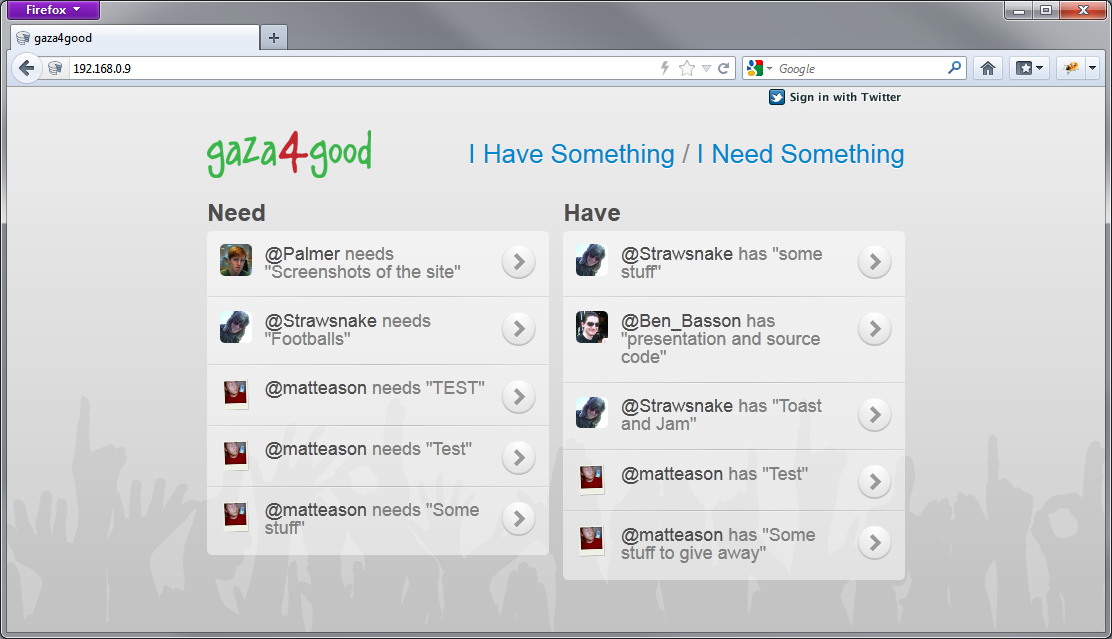 Firefox
gaza4good
192.168.0.9
Google
Sign in with Twitter
gaza4good
I Have Something / I Need Something
Need
@Palmer needs
"Screenshots of the site"
@Strawsnake needs
"Footballs"
@matteason needs "TEST"
@matteason needs "Test"
@matteason needs "Some
stuff"
Have
@Strawsnake has "some
stuff"
@Ben_Basson has
"presentation and source
code"
@Strawsnake has "Toast
and Jam"
@matteason has "Test"
@matteason has "Some
stuff to give away"